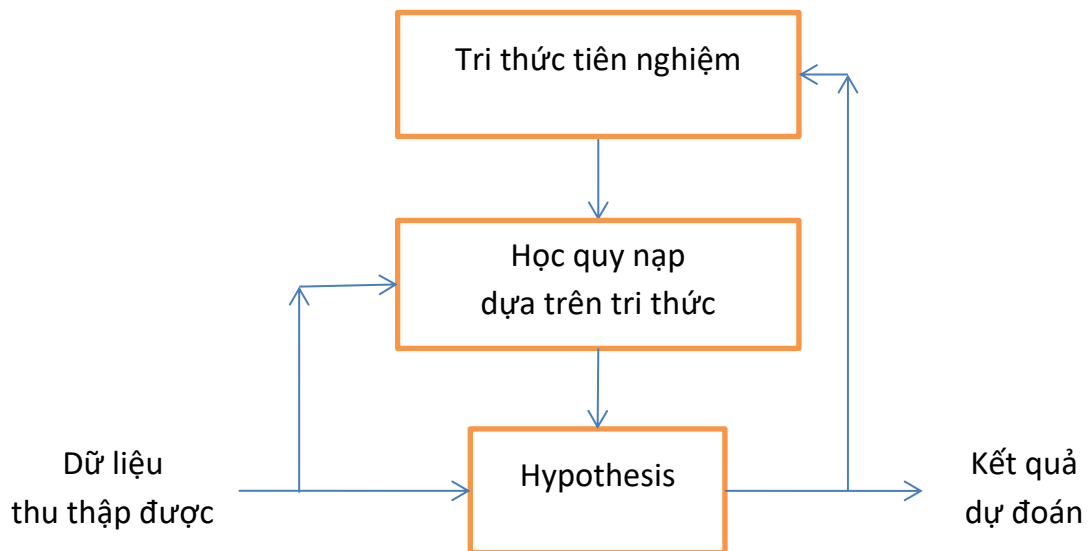 Tri thức tiên nghiệm
Học quy nạp
dựa trên tri thức
Dữ liệu
thu thập được
Hypothesis
Kết quả
dự đoán